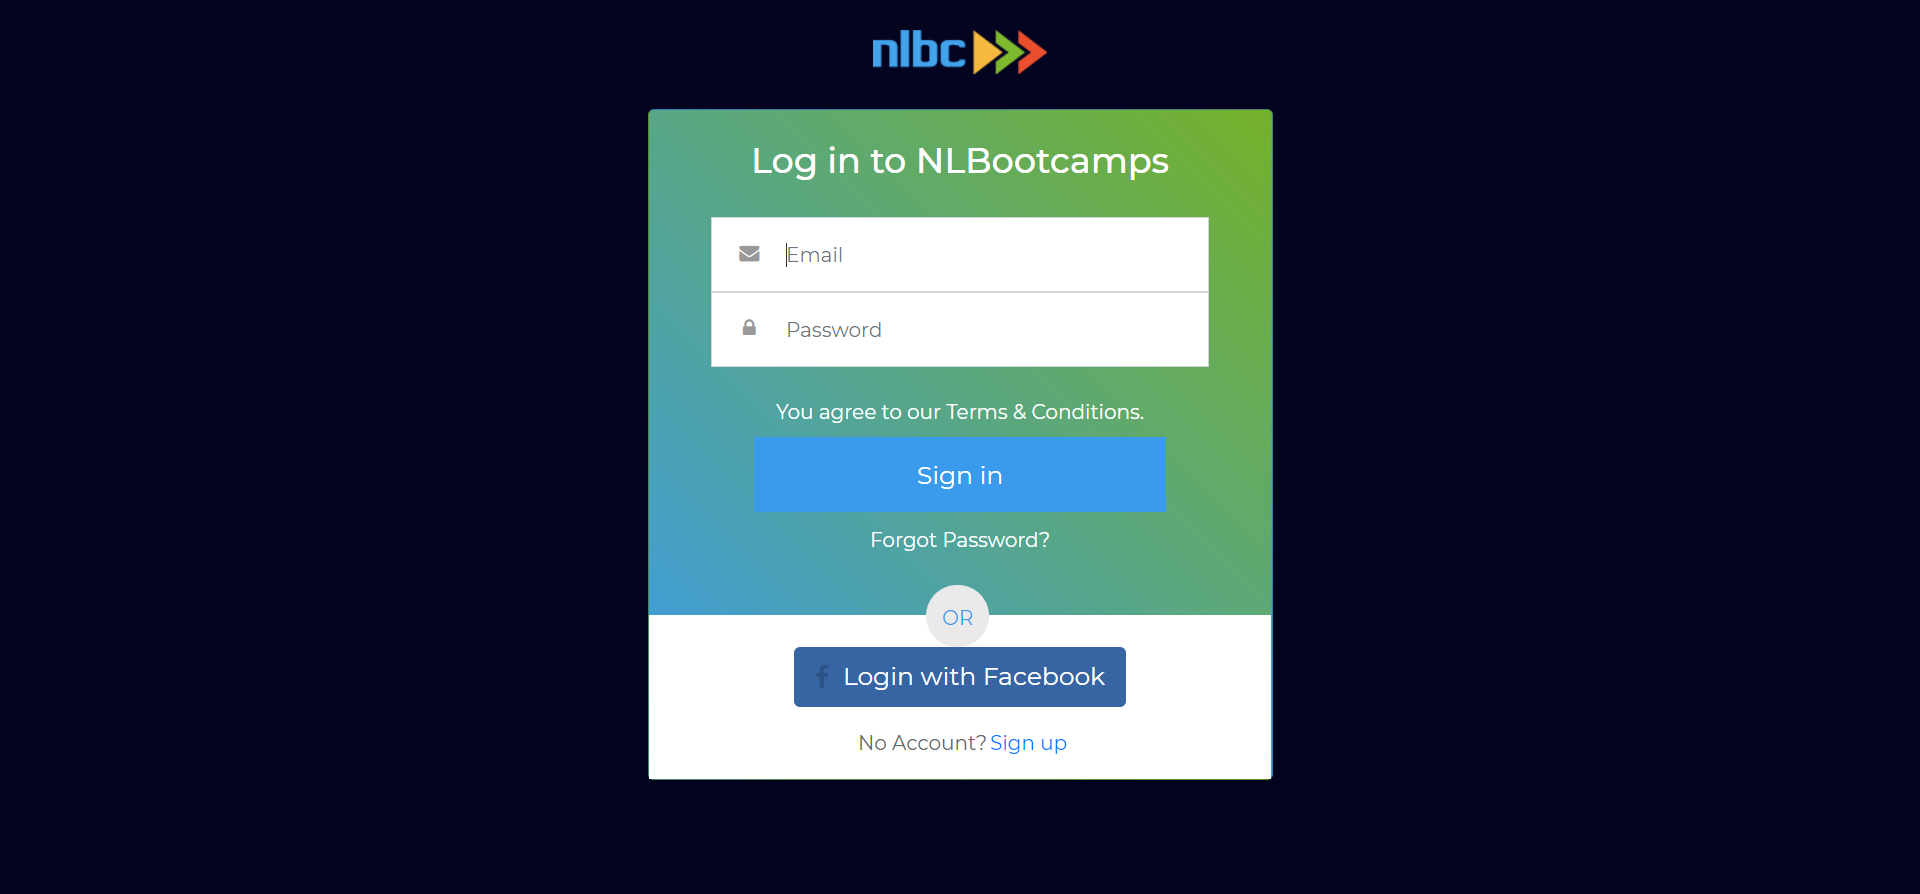 nlbc
Log in to NLBootcamps
Email
Password
You agree to our Terms & Conditions.
Sign in
Forgot Password?
OR
Login with Facebook
No Account? Sign up